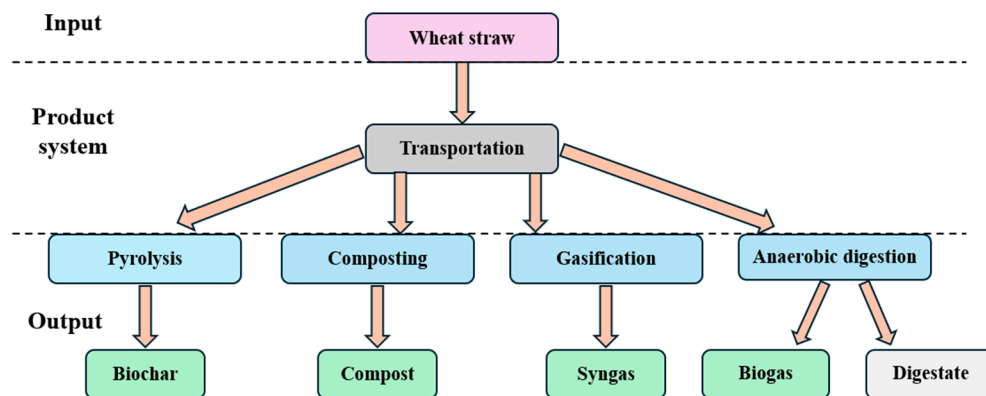 Input
Wheat straw
Product
system
Transportation
Pyrolysis
Composting
Gasification
Anaerobic digestion
Output
Biochar
Compost
Syngas
Biogas
Digestate